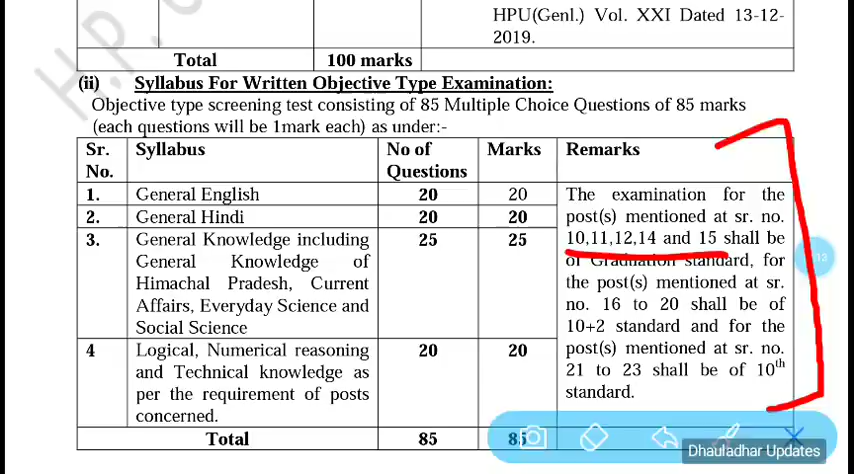 HPU(Genl.) Vol. XXI Dated 13-12-
2019.
Total 100 marks
(ii) Syllabus For Written Objective Type Examination:
Objective type screening test consisting of 85 Multiple Choice Questions of 85 marks
(each questions will be 1mark each) as under:-
Sr. No. Syllabus No of Questions Marks Remarks
1. General English 20 20
2. General Hindi 20 20
3. General Knowledge including 25 25
General Knowledge of
Himachal Pradesh, Current
Affairs, Everyday Science and
Social Science
4 Logical, Numerical reasoning 20 20
and Technical knowledge as
per the requirement of posts
concerned.
The examination for the
post(s) mentioned at sr. no.
10,11,12,14 and 15 shall be
of Graduation standard, for
the post(s) mentioned at sr.
no. 16 to 20 shall be of
10+2 standard and for the
post(s) mentioned at sr. no.
21 to 23 shall be of 10th
standard.
Total 85 85
Dhauladhar Updates